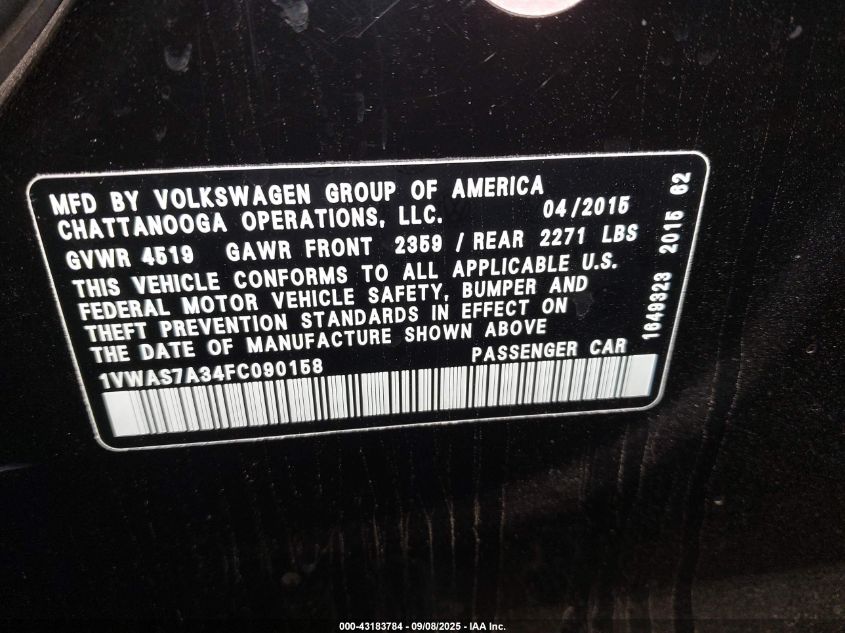 MFD BY VOLKSWAGEN GROUP OF AMERICA
CHATTANOOGA OPERATIONS, LLC. 04/2015
GVWR 4519 GAWR FRONT 2359 / REAR 2271 LBS
THIS VEHICLE CONFORMS TO ALL APPLICABLE U.S.
FEDERAL MOTOR VEHICLE SAFETY, BUMPER AND
THEFT PREVENTION STANDARDS IN EFFECT ON
THE DATE OF MANUFACTURE SHOWN ABOVE
1VWAS7A34FC090158 PASSENGER CAR
1649323 2015 62
000-43183784 - 09/08/2025 - IAA Inc.